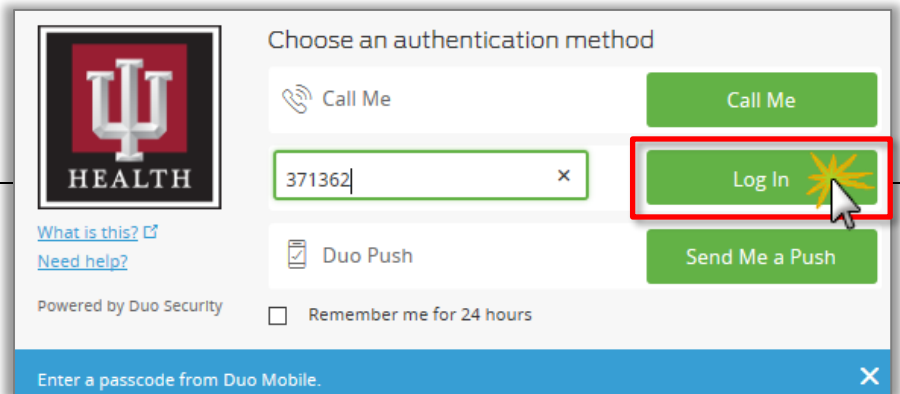 Choose an authentication method
HEALTH
Call Me
Call Me
371362
Log In
Duo Push
Send Me a Push
Remember me for 24 hours
What is this?
Need help?
Powered by Duo Security
Enter a passcode from Duo Mobile.